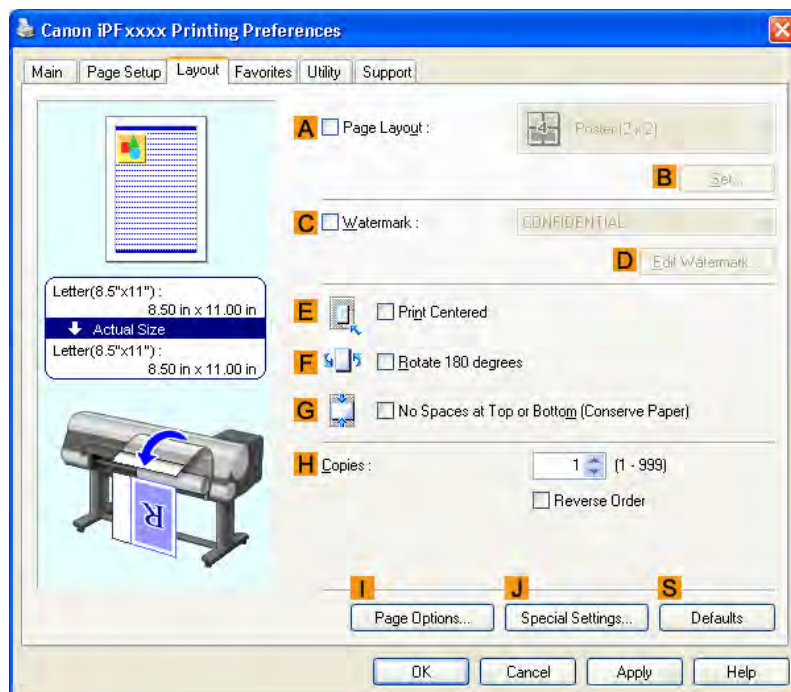 Canon iPFxxxx Printing Preferences
Main Page Setup Layout Favorites Utility Support
A Page Layout : 4 Poster (2 x 2)
B Set...
C Watermark : CONFIDENTIAL
D Edit Watermark...
Letter(8.5"x11") :
8.50 in x 11.00 in
Actual Size
Letter(8.5"x11") :
8.50 in x 11.00 in
E Print Centered
F Rotate 180 degrees
G No Spaces at Top or Bottom (Conserve Paper)
H Copies : 1 (1 - 999)
Reverse Order
R
I J S
Page Options... Special Settings... Defaults
OK Cancel Apply Help